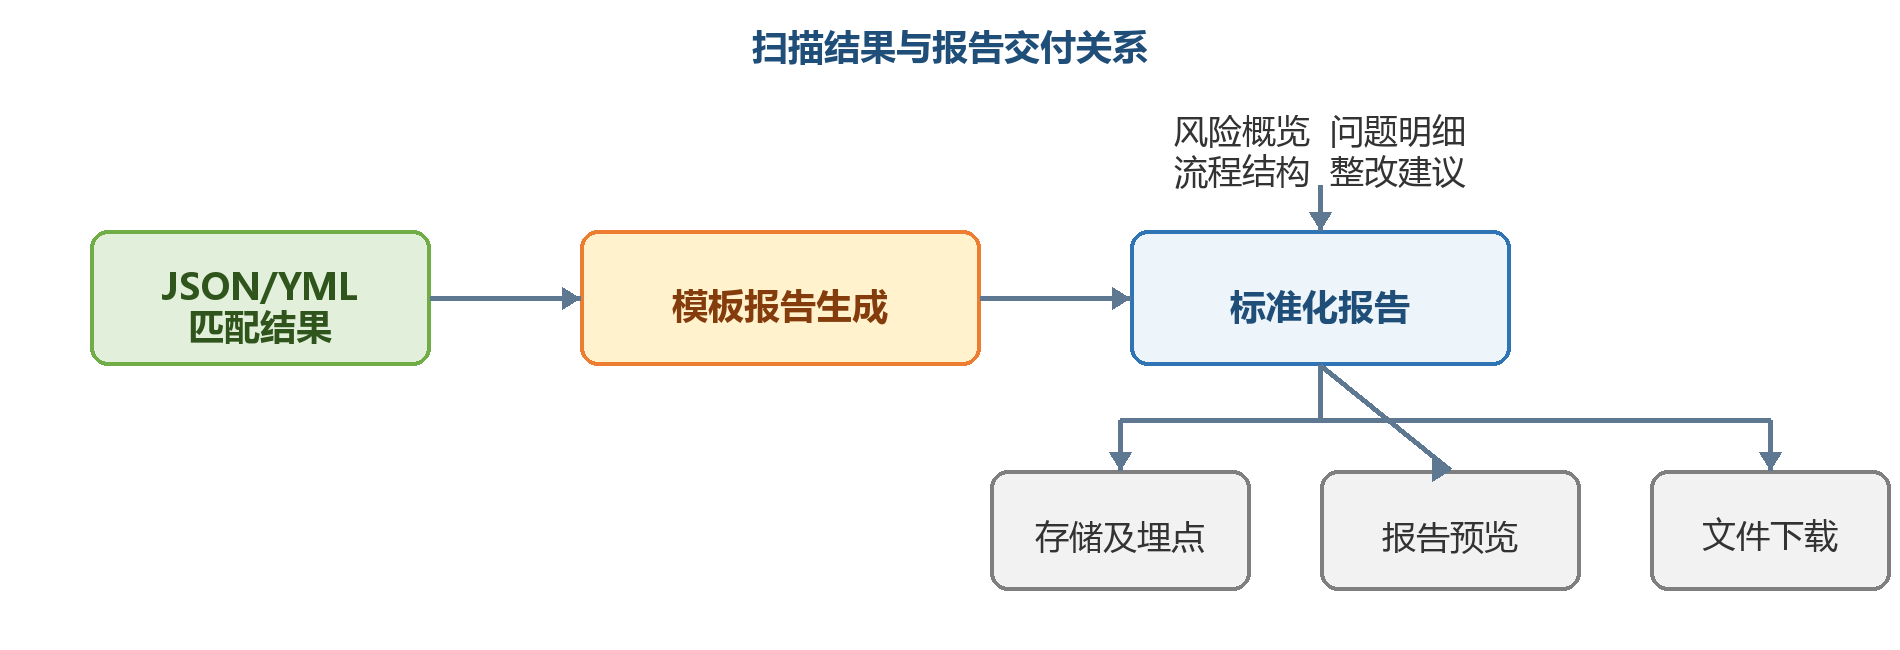 扫描结果与报告交付关系
风险概览 问题明细
流程结构 整改建议
JSON/YML
匹配结果
模板报告生成
标准化报告
存储及埋点
报告预览
文件下载